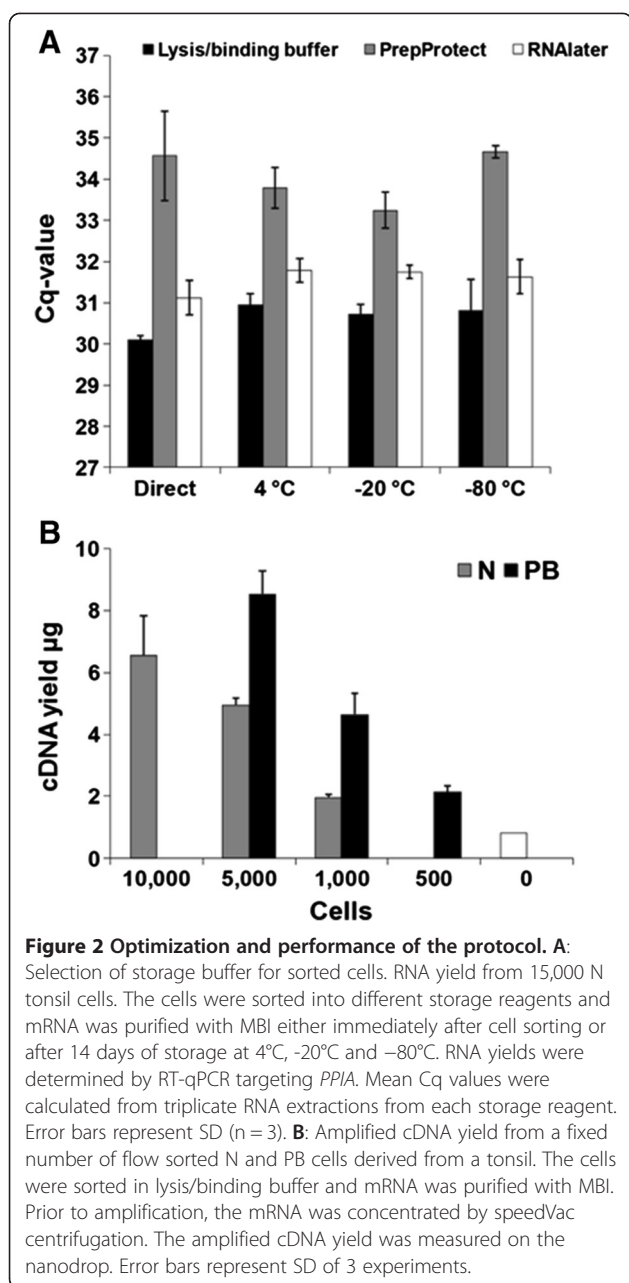 A
Lysis/binding buffer PrepProtect RNAlater
37
36
35
34
33
32
31
30
29
28
27
Cq-value
Direct 4 °C -20 °C -80 °C
B
N PB
10
8
6
4
2
0
cDNA yield µg
10,000 5,000 1,000 500 0
Cells
Figure 2 Optimization and performance of the protocol. A:
Selection of storage buffer for sorted cells. RNA yield from 15,000 N
tonsil cells. The cells were sorted into different storage reagents and
mRNA was purified with MBI either immediately after cell sorting or
after 14 days of storage at 4°C, -20°C and −80°C. RNA yields were
determined by RT-qPCR targeting PPIA. Mean Cq values were
calculated from triplicate RNA extractions from each storage reagent.
Error bars represent SD (n = 3). B: Amplified cDNA yield from a fixed
number of flow sorted N and PB cells derived from a tonsil. The cells
were sorted in lysis/binding buffer and mRNA was purified with MBI.
Prior to amplification, the mRNA was concentrated by speedVac
centrifugation. The amplified cDNA yield was measured on the
nanodrop. Error bars represent SD of 3 experiments.